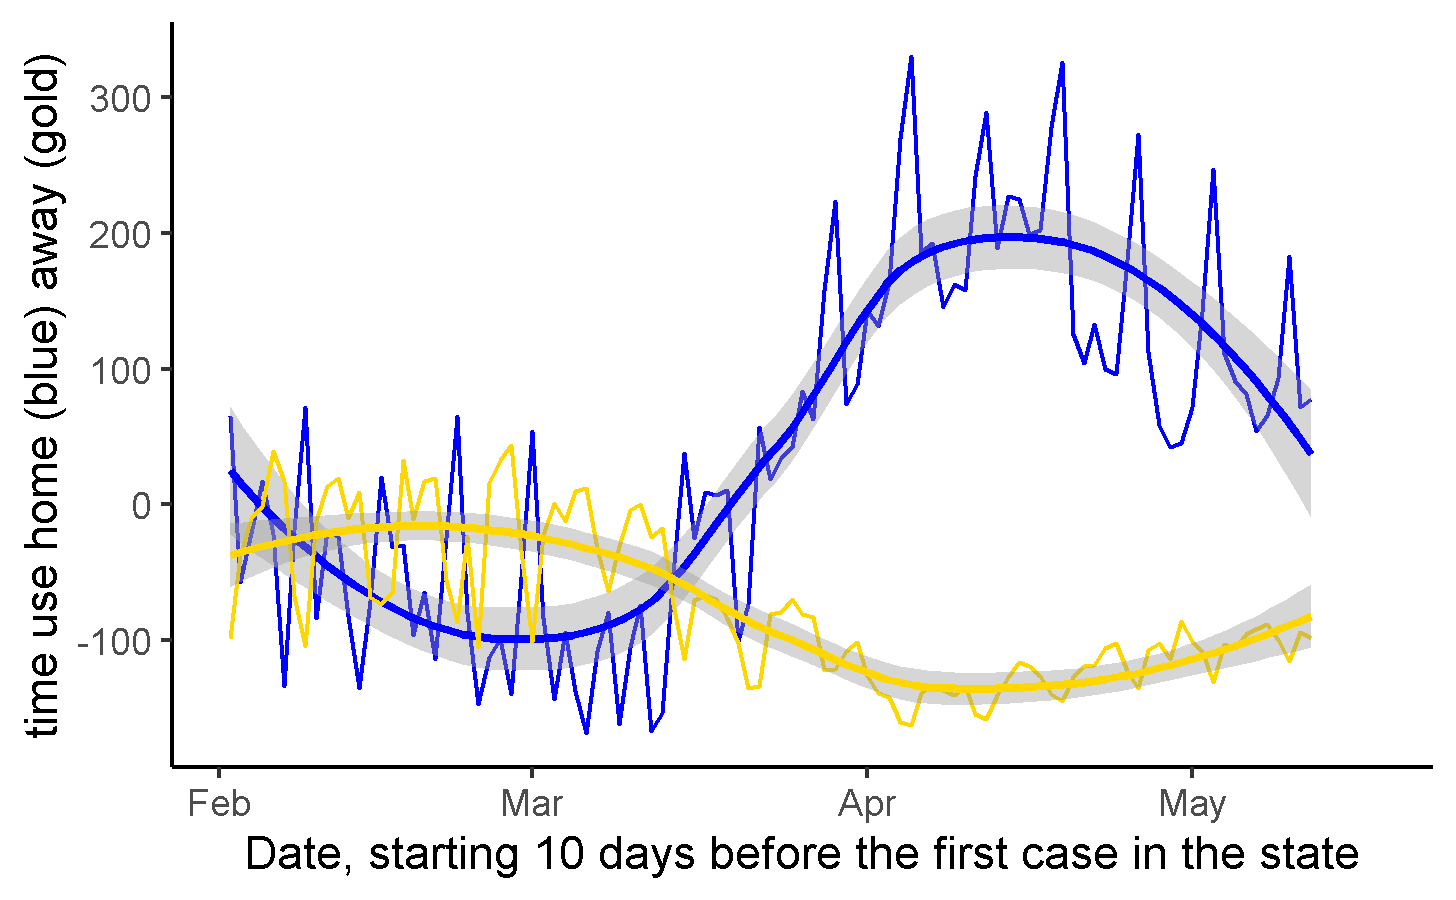 time use home (blue) away (gold)
300
200
100
0
-100
Feb Mar Apr May
Date, starting 10 days before the first case in the state